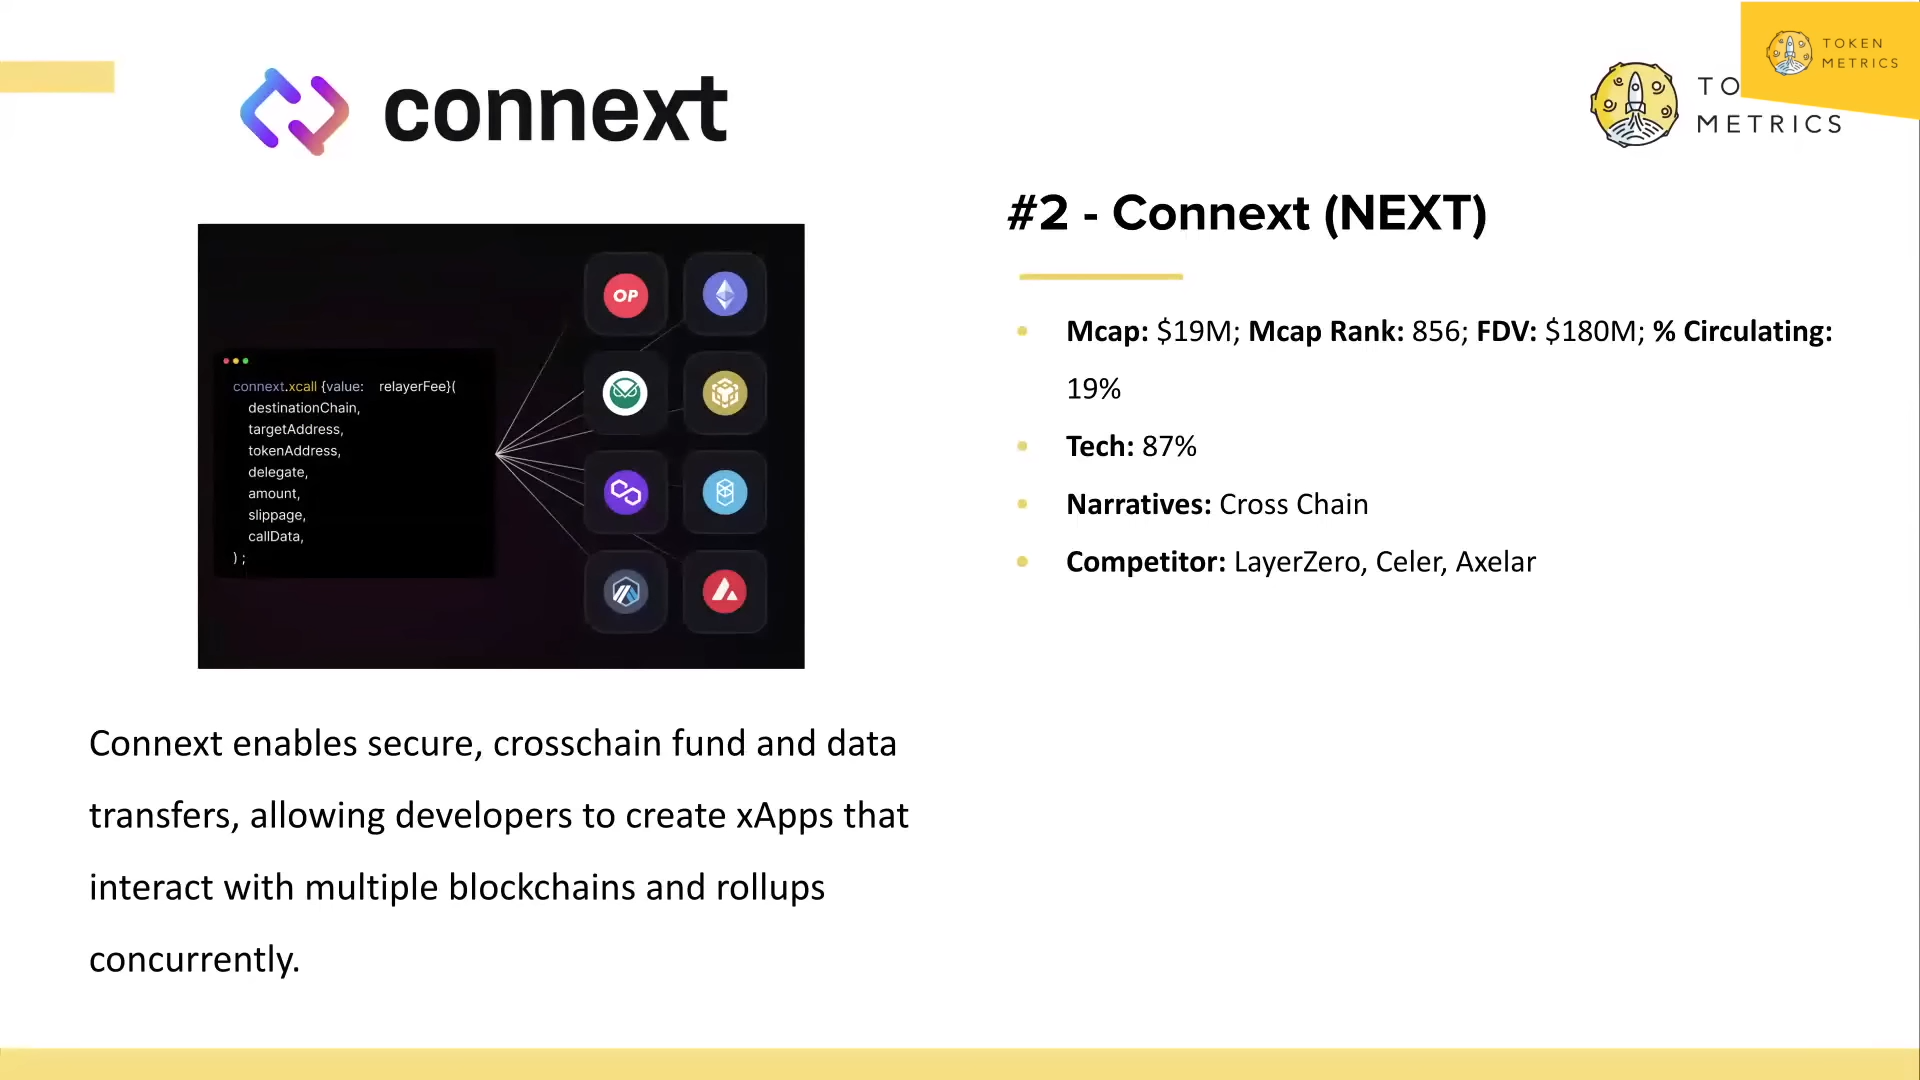 connext
TOKEN
METRICS
TO
METRICS
#2 - Connext (NEXT)
Mcap: $19M; Mcap Rank: 856; FDV: $180M; % Circulating:
19%
Tech: 87%
Narratives: Cross Chain
Competitor: LayerZero, Celer, Axelar
OP
connext.xcall {value: relayerFee}(
destinationChain,
targetAddress,
tokenAddress,
delegate,
amount,
slippage,
callData,
) ;
Connext enables secure, crosschain fund and data
transfers, allowing developers to create xApps that
interact with multiple blockchains and rollups
concurrently.